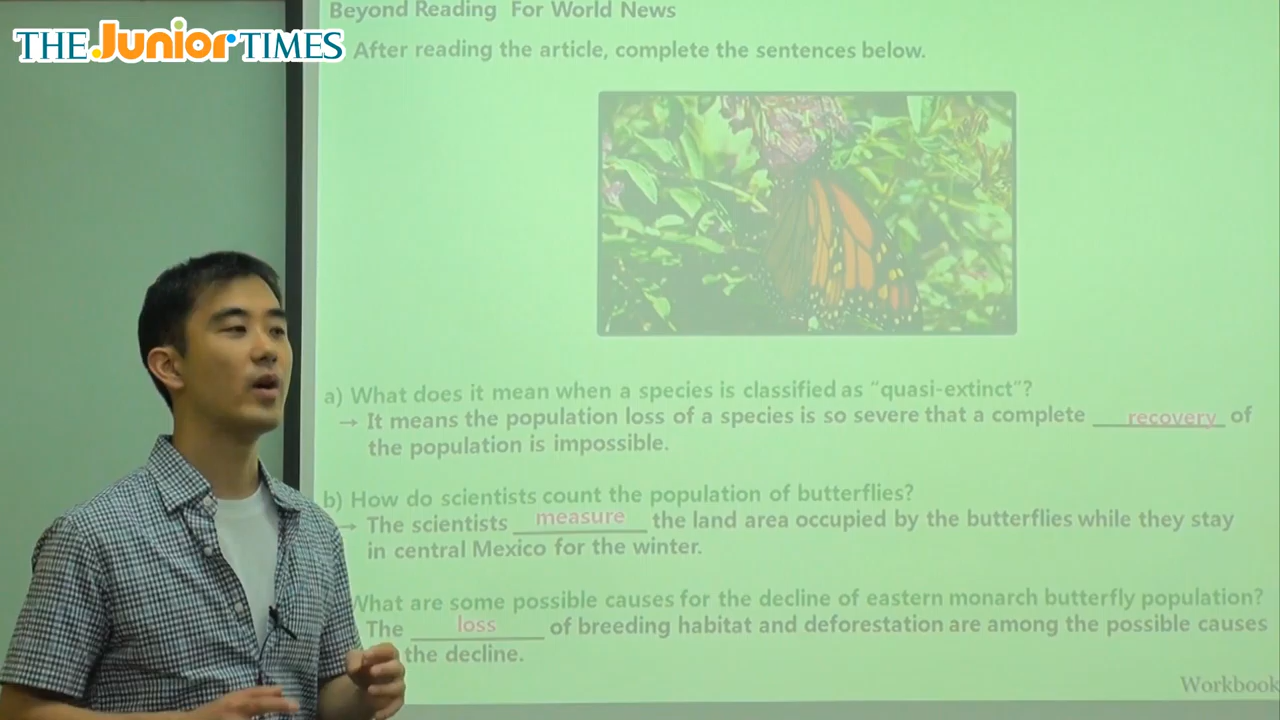 THE Junior TIMES
Beyond Reading For World News
After reading the article, complete the sentences below.
a) What does it mean when a species is classified as “quasi-extinct”?
→ It means the population loss of a species is so severe that a complete recovery of
the population is impossible.
b) How do scientists count the population of butterflies?
→ The scientists measure the land area occupied by the butterflies while they stay
in central Mexico for the winter.
What are some possible causes for the decline of eastern monarch butterfly population?
The loss of breeding habitat and deforestation are among the possible causes
the decline.
Workbook